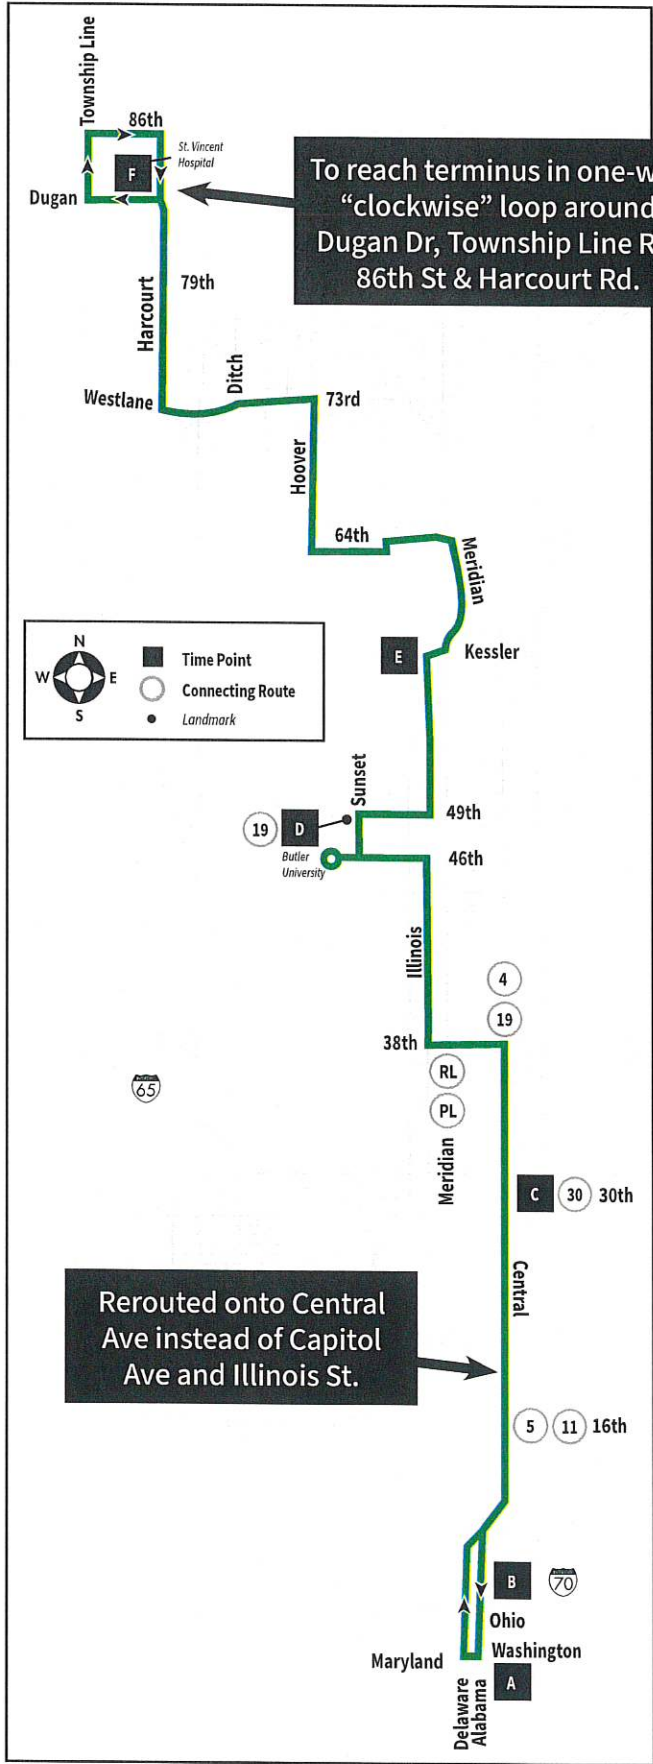 Township Line
86th
St. Vincent
Hospital
F
Dugan
To reach terminus in one-w
“clockwise” loop around
Dugan Dr, Township Line R
86th St & Harcourt Rd.
79th
Harcourt
Ditch
Westlane
73rd
Hoover
64th
Meridian
N
W E
S
Time Point
Connecting Route
Landmark
E
Kessler
Sunset
49th
19 D
Butler
University
46th
Illinois
4
19
38th
RL
PL
65
Meridian
C 30 30th
Central
Rerouted onto Central
Ave instead of Capitol
Ave and Illinois St.
5 11 16th
B 70
Ohio
Maryland
Washington
A
Delaware
Alabama